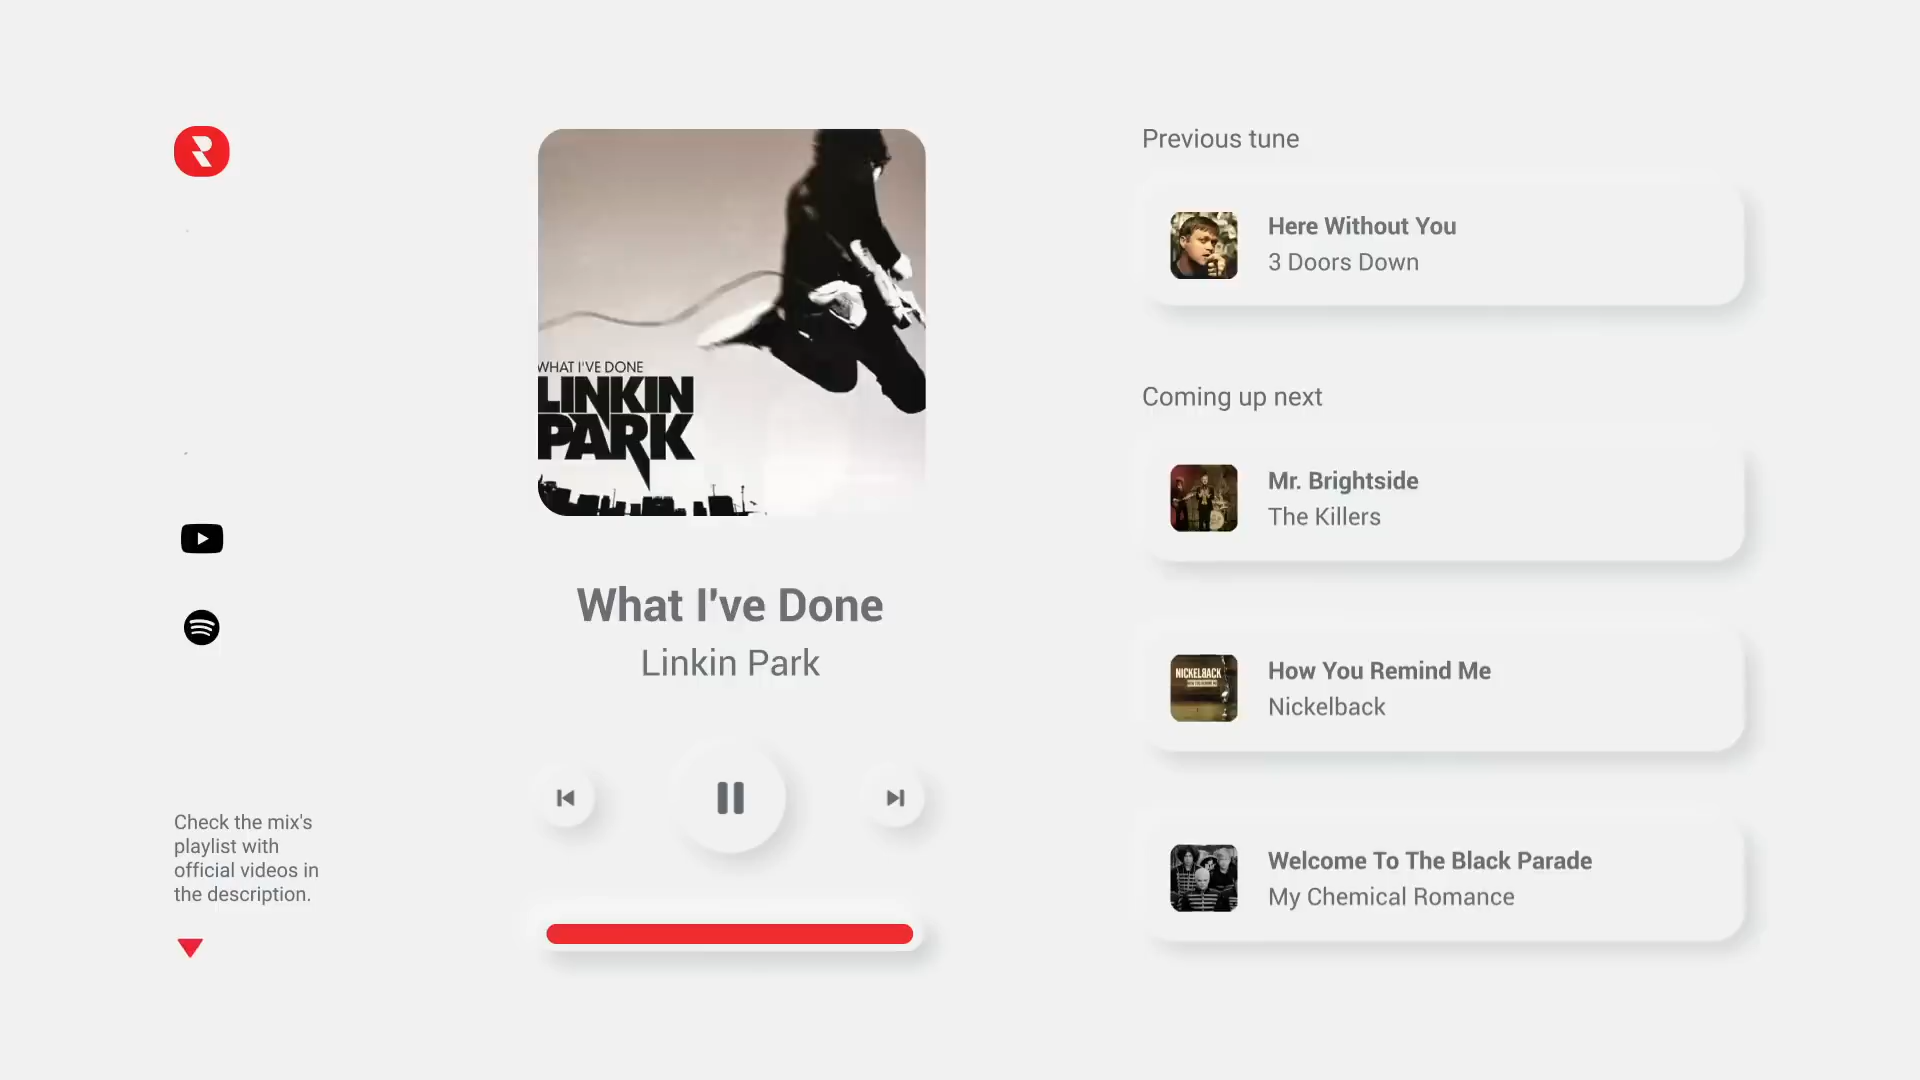 Check the mix's
playlist with
official videos in
the description.
WHAT I'VE DONE
LINKIN
PARK
What I've Done
Linkin Park
Previous tune
Here Without You
3 Doors Down
Coming up next
Mr. Brightside
The Killers
NICKELBACK
How You Remind Me
Nickelback
Welcome To The Black Parade
My Chemical Romance